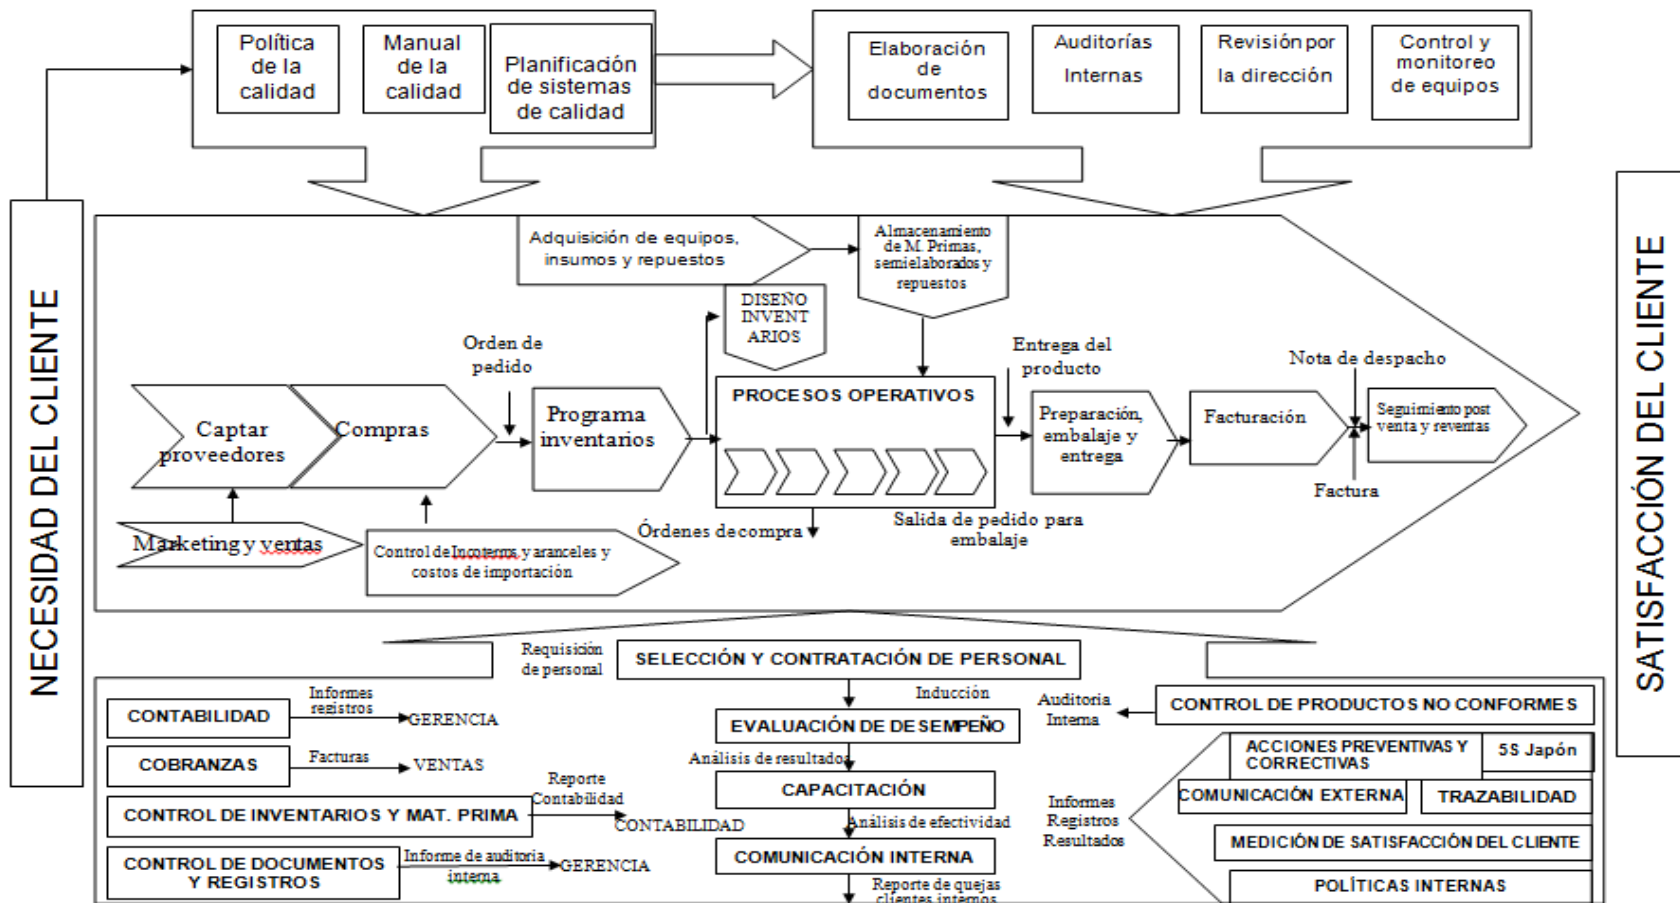 Política
de la
calidad
Manual
de la
calidad
Planificación
de sistemas
de calidad
Elaboración
de
documentos
Auditorías
Internas
Revisión por
la dirección
Control y
monitoreo
de equipos
NECESIDAD DEL CLIENTE
SATISFACCIÓN DEL CLIENTE
Adquisición de equipos,
insumos y repuestos
Almacenamiento
de M. Primas,
semielaborados y
repuestos
DISEÑO
INVENT
ARIOS
Orden de
pedido
Entrega del
producto
Nota de despacho
Captar
proveedores
Compras
Programa
inventarios
PROCESOS OPERATIVOS
Preparación,
embalaje y
entrega
Facturación
Seguimiento post
venta y reventas
Factura
Marketing y ventas
Control de Incoterms y aranceles y
costos de importación
Órdenes de compra
Salida de pedido para
embalaje
Requisición
de personal
SELECCIÓN Y CONTRATACIÓN DE PERSONAL
Inducción
EVALUACIÓN DE DESEMPEÑO
Análisis de resultados
CAPACITACIÓN
Análisis de efectividad
COMUNICACIÓN INTERNA
Reporte de quejas
clientes internos
CONTABILIDAD
Informes
registros
GERENCIA
COBRANZAS
Facturas
VENTAS
CONTROL DE INVENTARIOS Y MAT. PRIMA
Reporte
Contabilidad
CONTABILIDAD
CONTROL DE DOCUMENTOS
Y REGISTROS
Informe de auditoria
interna
GERENCIA
Auditoria
Interna
CONTROL DE PRODUCTOS NO CONFORMES
Informes
Registros
Resultados
ACCIONES PREVENTIVAS Y
CORRECTIVAS
5S Japón
COMUNICACIÓN EXTERNA
TRAZABILIDAD
MEDICIÓN DE SATISFACCIÓN DEL CLIENTE
POLÍTICAS INTERNAS